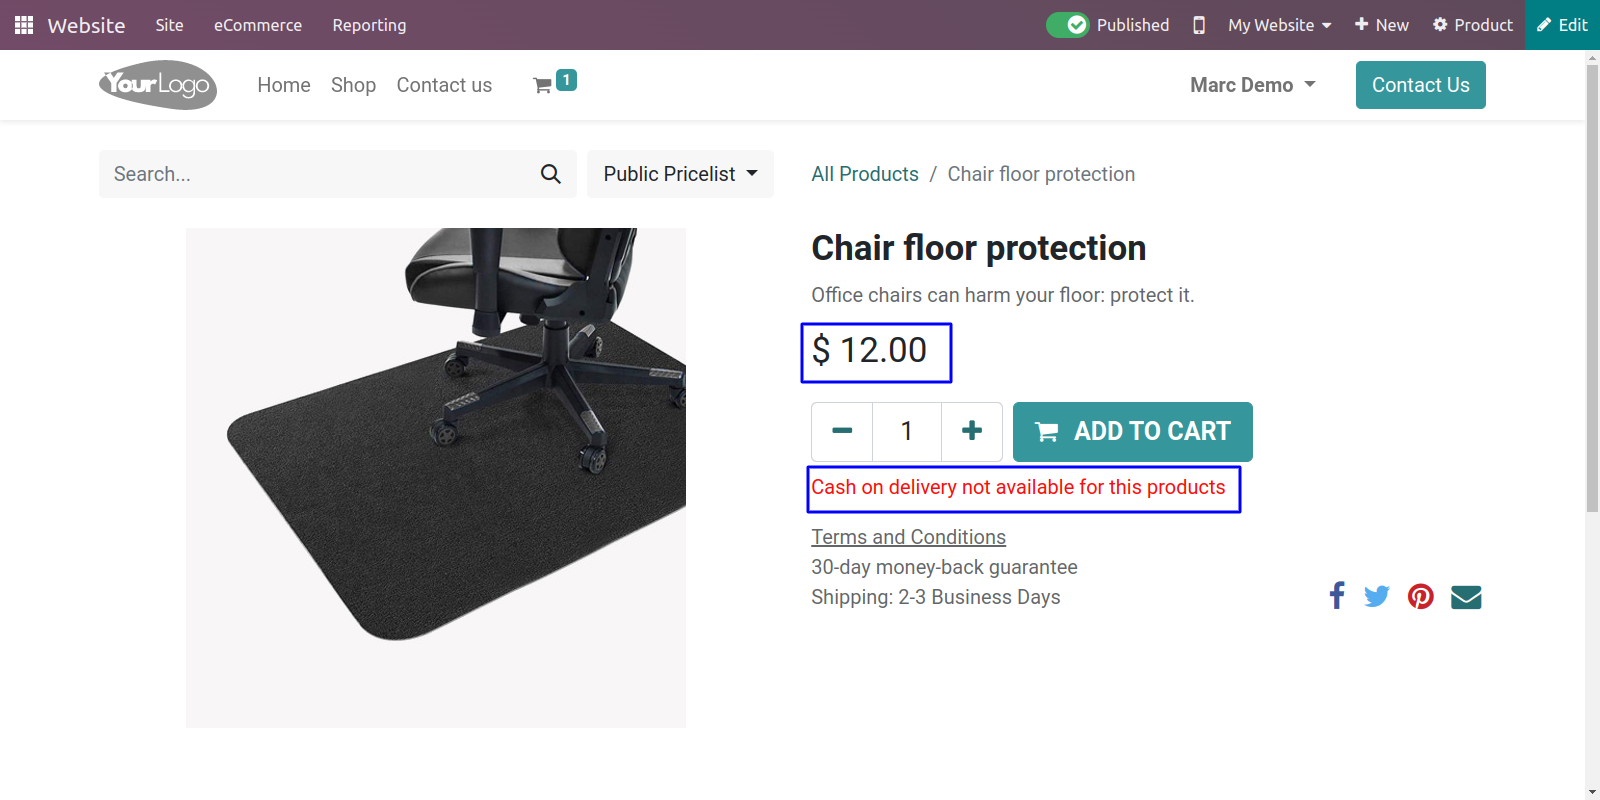 Website Site eCommerce Reporting Published My Website New Product Edit
YourLogo Home Shop Contact us 1 Marc Demo Contact Us
Search... Public Pricelist All Products / Chair floor protection
Chair floor protection
Office chairs can harm your floor: protect it.
$ 12.00
1 ADD TO CART
Cash on delivery not available for this products
Terms and Conditions
30-day money-back guarantee
Shipping: 2-3 Business Days